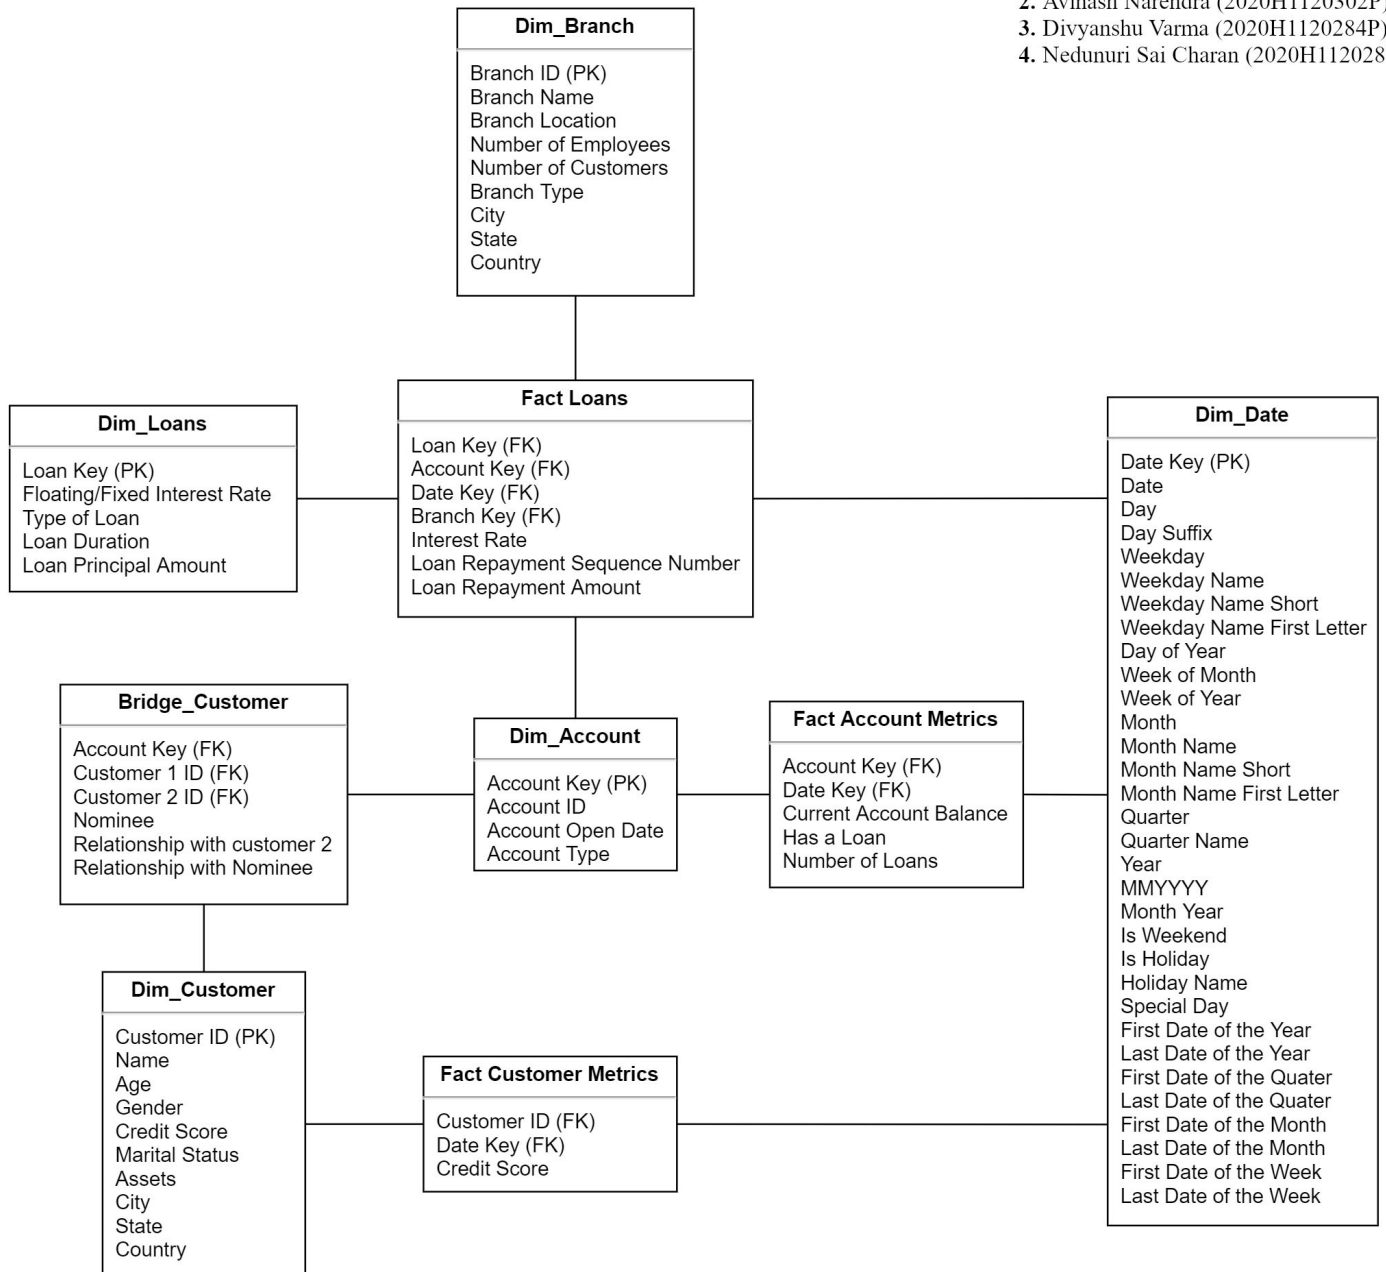 2. Avinash Narendra (2020H1120302P)
3. Divyanshu Varma (2020H1120284P)
4. Nedunuri Sai Charan (2020H112028
Dim_Branch
Branch ID (PK)
Branch Name
Branch Location
Number of Employees
Number of Customers
Branch Type
City
State
Country
Fact Loans
Loan Key (FK)
Account Key (FK)
Date Key (FK)
Branch Key (FK)
Interest Rate
Loan Repayment Sequence Number
Loan Repayment Amount
Dim_Loans
Loan Key (PK)
Floating/Fixed Interest Rate
Type of Loan
Loan Duration
Loan Principal Amount
Dim_Date
Date Key (PK)
Date
Day
Day Suffix
Weekday
Weekday Name
Weekday Name Short
Weekday Name First Letter
Day of Year
Week of Month
Week of Year
Month
Month Name
Month Name Short
Month Name First Letter
Quarter
Quarter Name
Year
MMYYYY
Month Year
Is Weekend
Is Holiday
Holiday Name
Special Day
First Date of the Year
Last Date of the Year
First Date of the Quater
Last Date of the Quater
First Date of the Month
Last Date of the Month
First Date of the Week
Last Date of the Week
Bridge_Customer
Account Key (FK)
Customer 1 ID (FK)
Customer 2 ID (FK)
Nominee
Relationship with customer 2
Relationship with Nominee
Dim_Account
Account Key (PK)
Account ID
Account Open Date
Account Type
Fact Account Metrics
Account Key (FK)
Date Key (FK)
Current Account Balance
Has a Loan
Number of Loans
Dim_Customer
Customer ID (PK)
Name
Age
Gender
Credit Score
Marital Status
Assets
City
State
Country
Fact Customer Metrics
Customer ID (FK)
Date Key (FK)
Credit Score